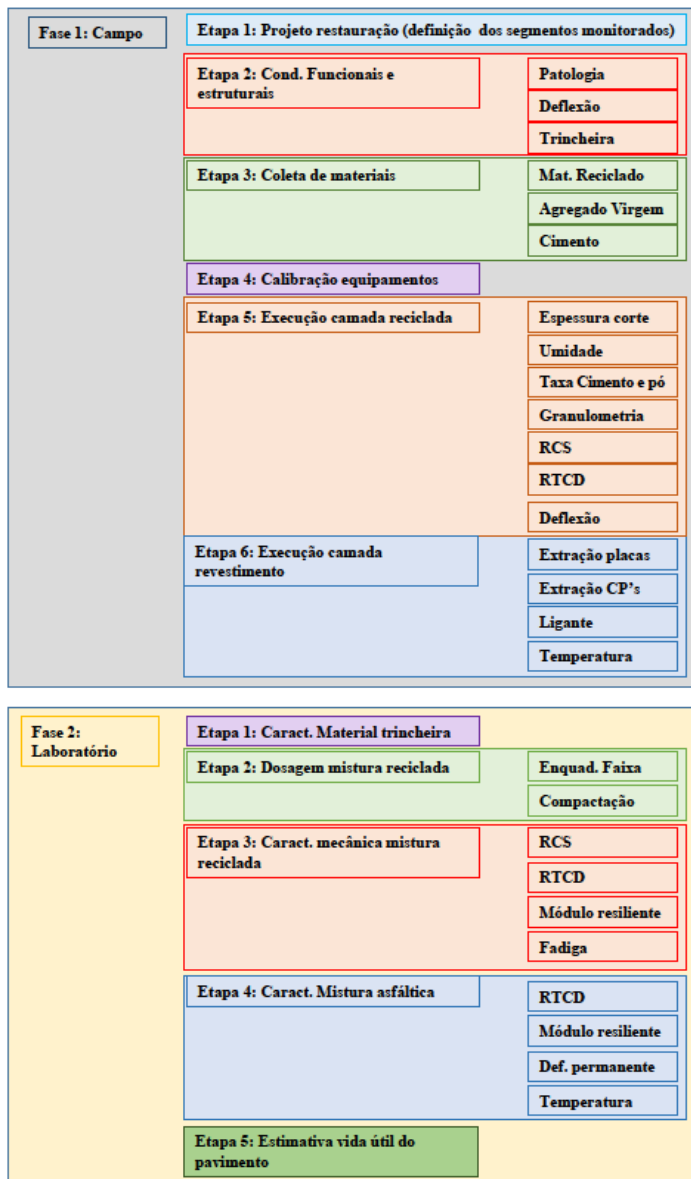 Fase 1: Campo
Etapa 1: Projeto restauração (definição dos segmentos monitorados)
Etapa 2: Cond. Funcionais e
estruturais
Patologia
Deflexão
Trincheira
Etapa 3: Coleta de materiais
Mat. Reciclado
Agregado Virgem
Cimento
Etapa 4: Calibração equipamentos
Etapa 5: Execução camada reciclada
Espessura corte
Umidade
Taxa Cimento e pó
Granulometria
RCS
RTCD
Deflexão
Etapa 6: Execução camada
revestimento
Extração placas
Extração CP's
Ligante
Temperatura
Fase 2:
Laboratório
Etapa 1: Caract. Material trincheira
Etapa 2: Dosagem mistura reciclada
Enquad. Faixa
Compactação
Etapa 3: Caract. mecânica mistura
reciclada
RCS
RTCD
Módulo resiliente
Fadiga
Etapa 4: Caract. Mistura asfáltica
RTCD
Módulo resiliente
Def. permanente
Temperatura
Etapa 5: Estimativa vida útil do
pavimento